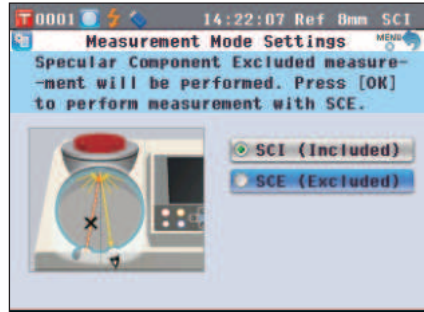 T0001 14:22:07 Ref 8mm SCI
Measurement Mode Settings MENU
Specular Component Excluded measure-
-ment will be performed. Press [OK]
to perform measurement with SCE.
SCI (Included)
SCE (Excluded)